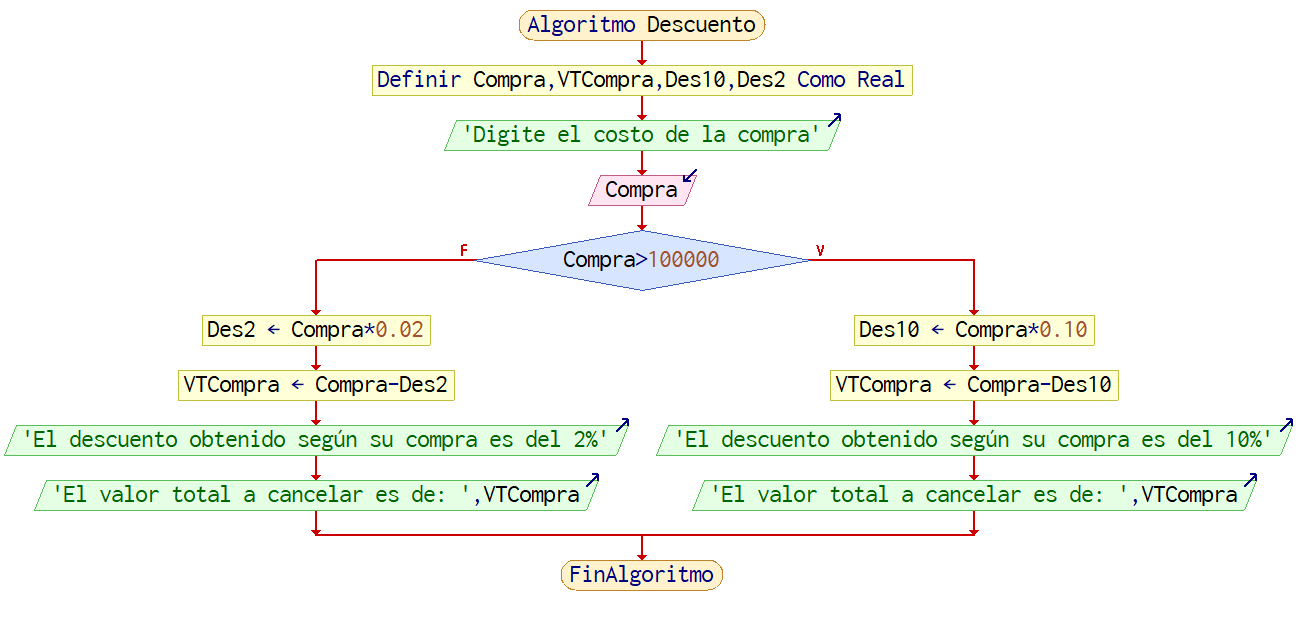 Algoritmo Descuento
Definir Compra,VTCompra,Des10,Des2 Como Real
'Digite el costo de la compra'
Compra
F
Compra>100000
V
Des2 ← Compra*0.02
Des10 ← Compra*0.10
VTCompra ← Compra-Des2
VTCompra ← Compra-Des10
'El descuento obtenido según su compra es del 2%'
'El descuento obtenido según su compra es del 10%'
'El valor total a cancelar es de: ',VTCompra
'El valor total a cancelar es de: ',VTCompra
FinAlgoritmo